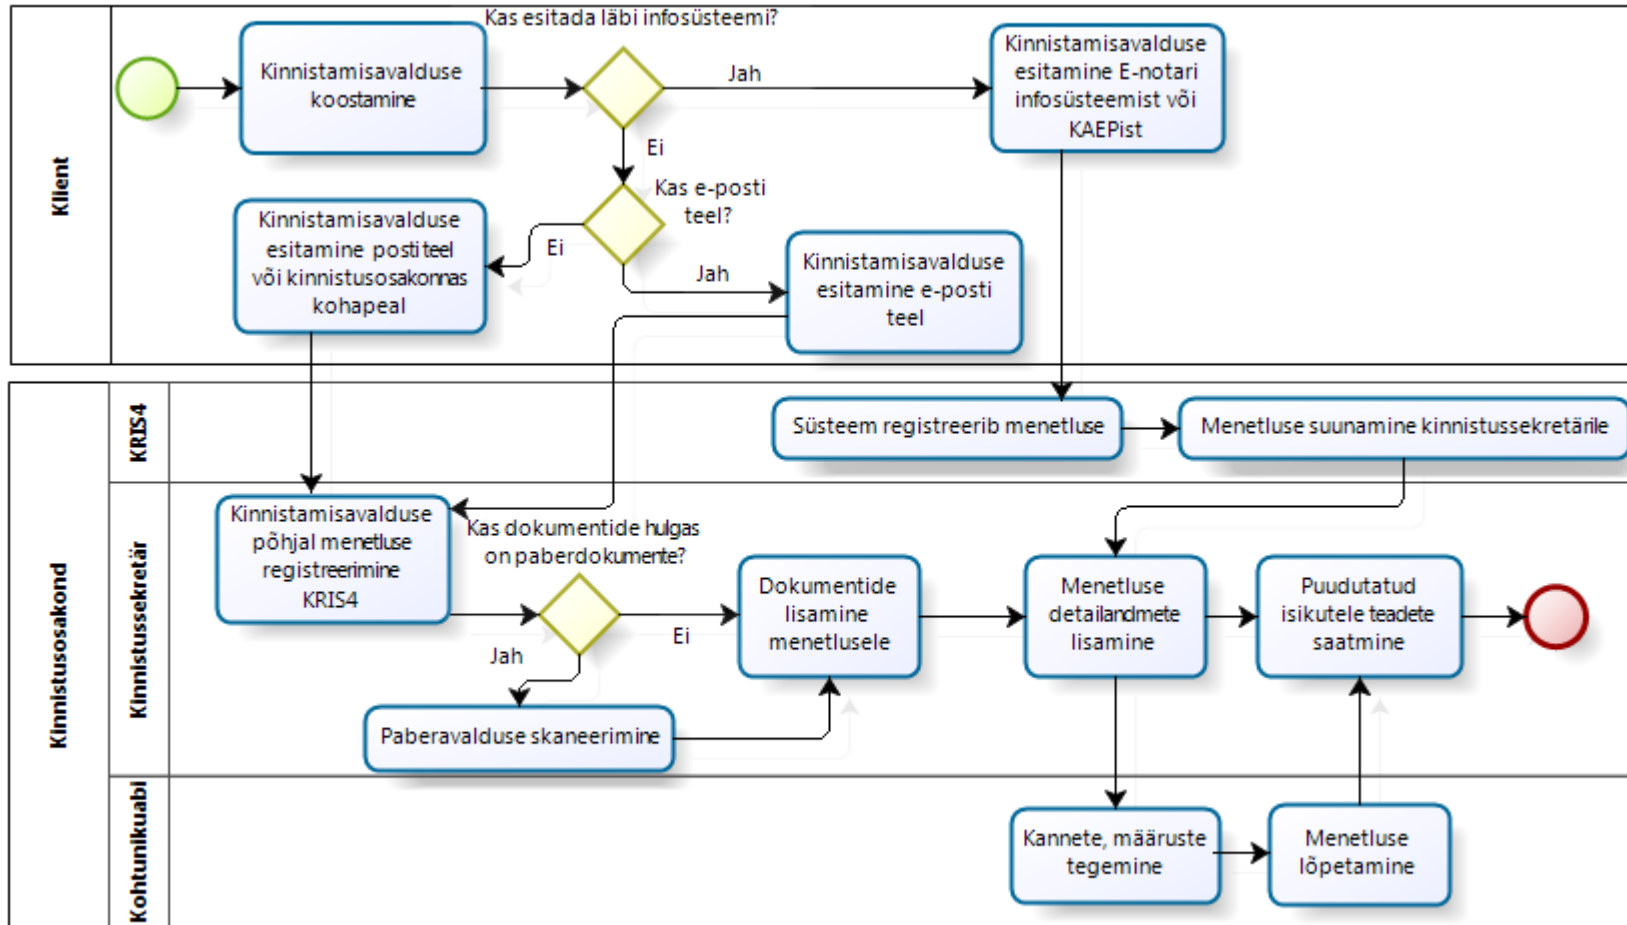 Kas esitada läbi infosüsteemi?
Klient
Kinnistamisavalduse
koostamine
Jah
Kinnistamisavalduse
esitamine E-notari
infosüsteemist või
KAEPist
Ei
Kas e-posti
teel?
Kinnistamisavalduse
esitamine postiteel
või kinnistusosakonnas
kohapeal
Ei
Jah
Kinnistamisavalduse
esitamine e-posti
teel
Kinnistusosakond
KRIS4
Süsteem registreerib menetluse
Menetluse suunamine kinnistussekretärile
Kinnistussekretär
Kinnistamisavalduse
põhjal menetluse
registreerimine
KRIS4
Kas dokumentide hulgas
on paberdokumente?
Ei
Jah
Dokumentide
lisamine
menetlusele
Menetluse
detailandmete
lisamine
Puudutatud
isikutele teadete
saatmine
Paberavalduse skaneerimine
Kohtunikuabi
Kannete, määruste
tegemine
Menetluse
lõpetamine